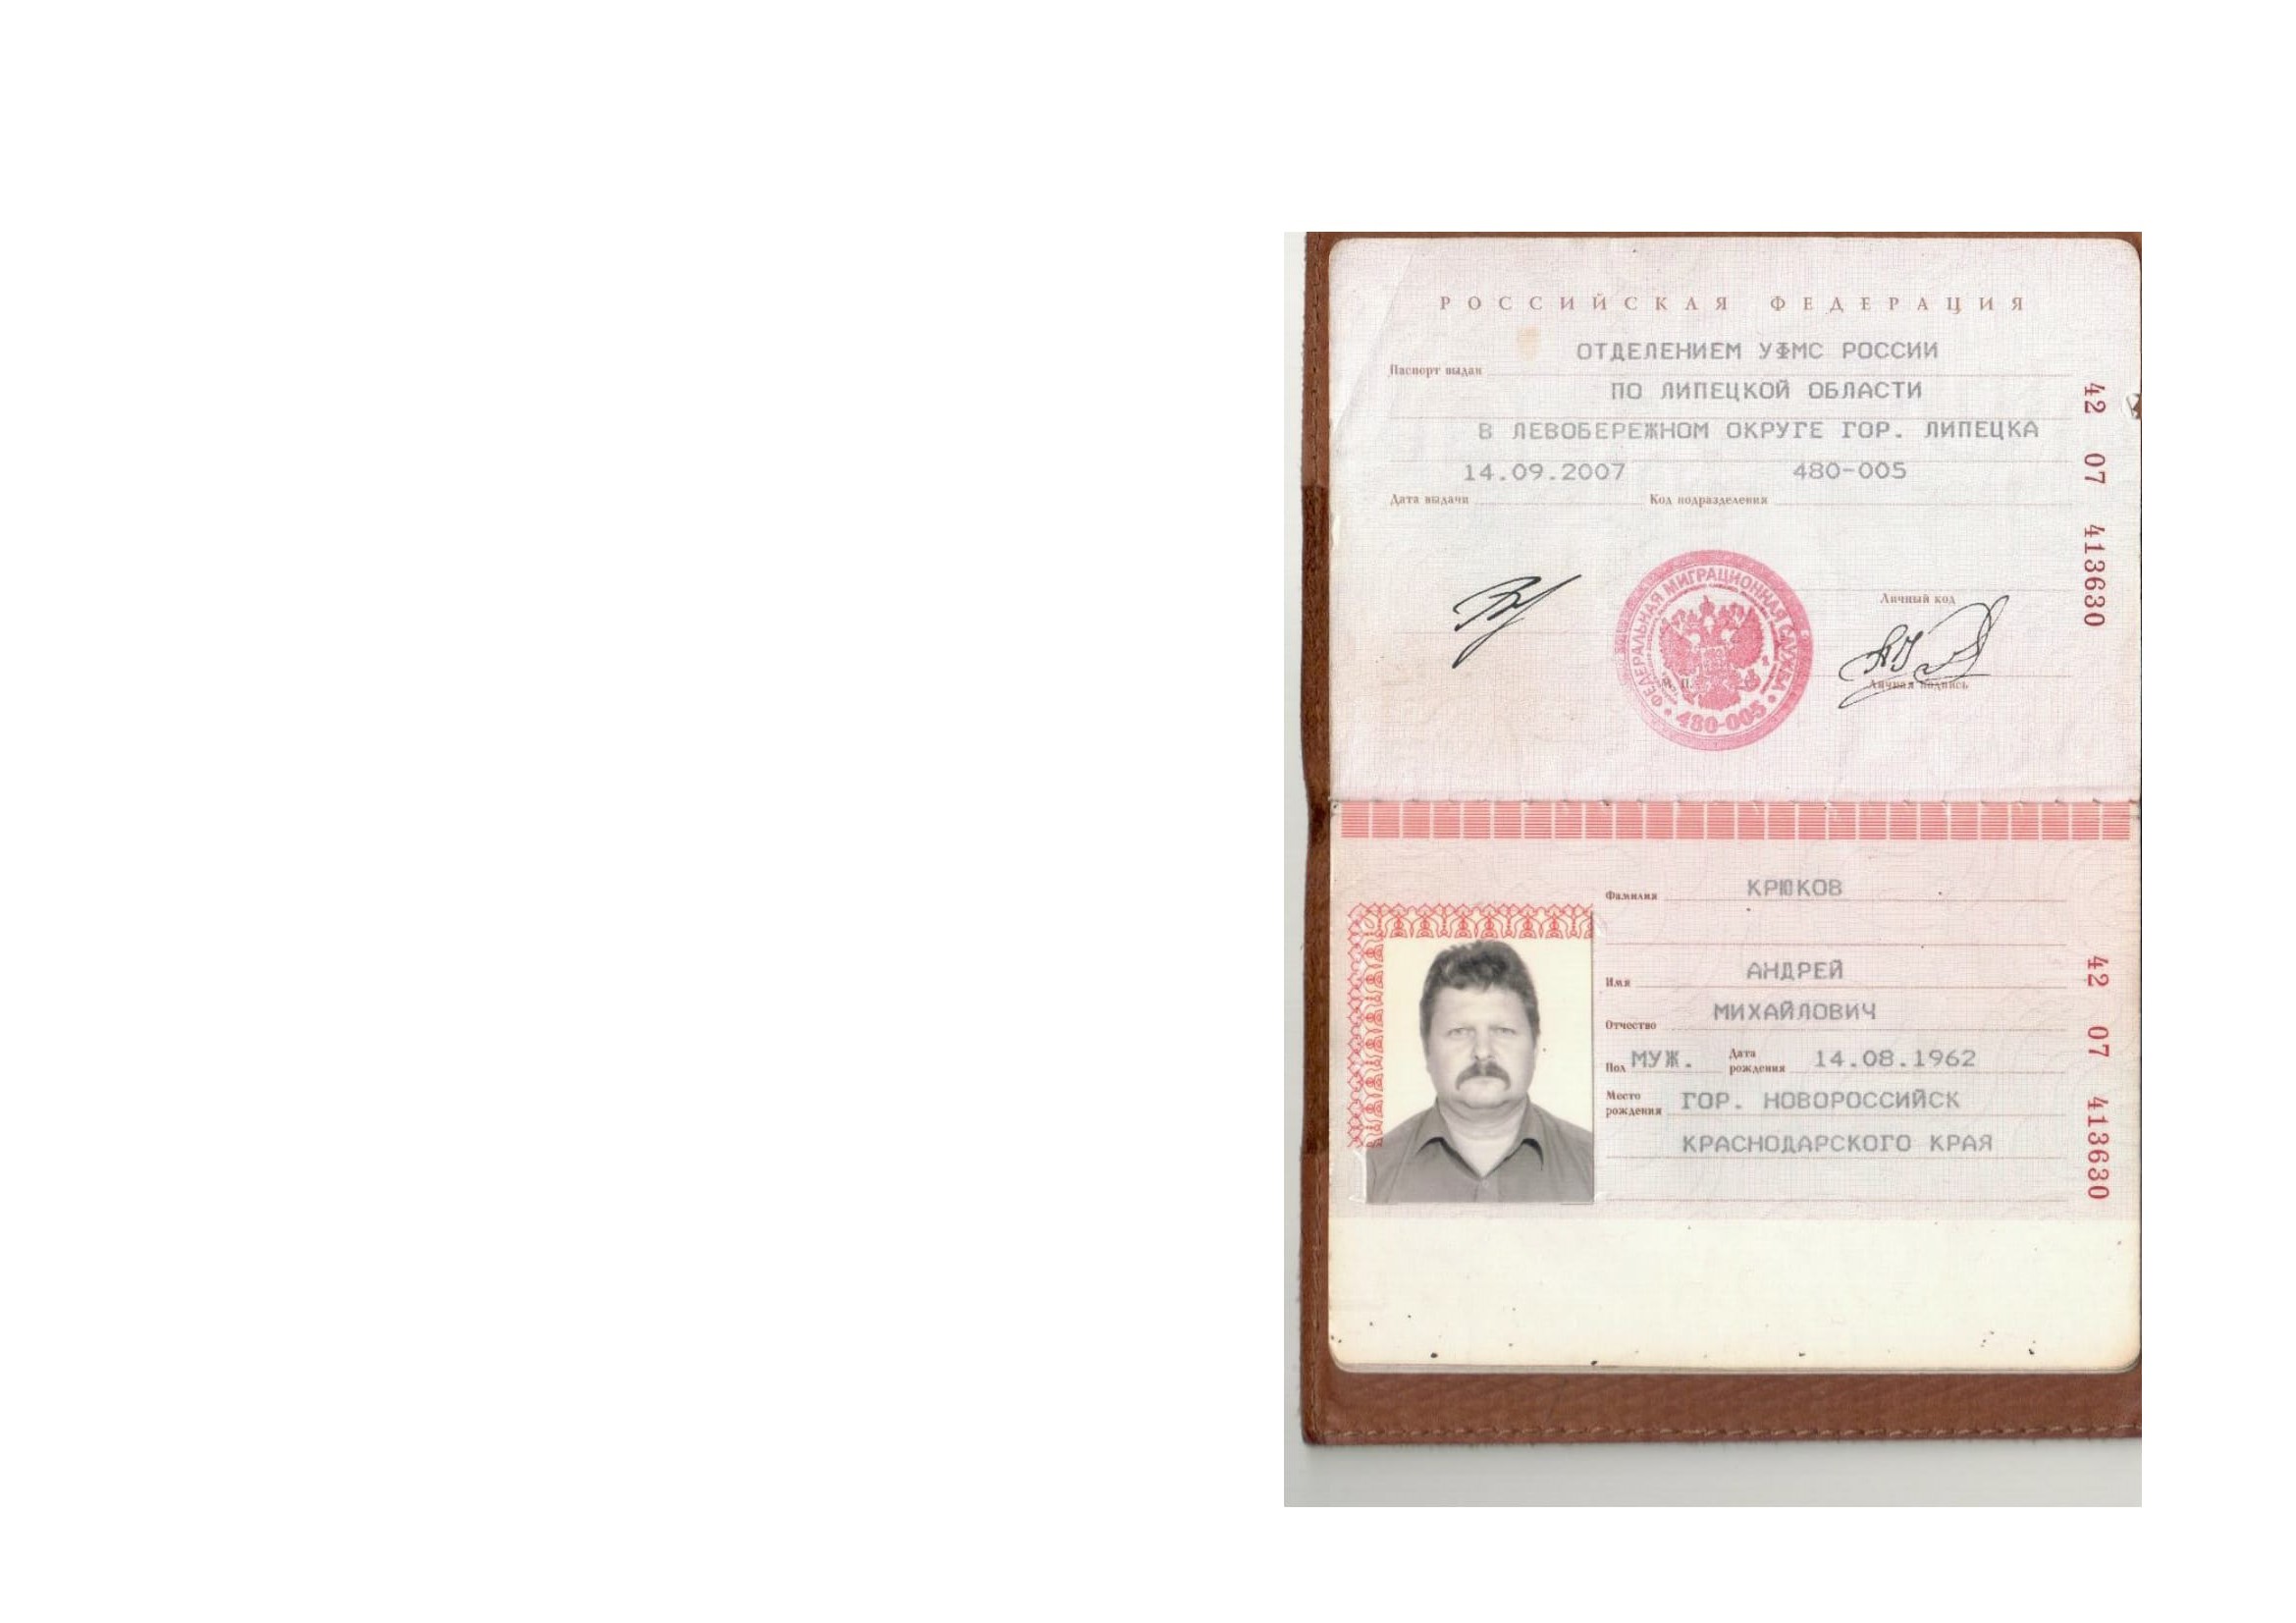 РОССИЙСКАЯ ФЕДЕРАЦИЯ
Паспорт выдан ОТДЕЛЕНИЕМ УФМС РОССИИ
ПО ЛИПЕЦКОЙ ОБЛАСТИ
В ЛЕВОБЕРЕЖНОМ ОКРУГЕ ГОР. ЛИПЕЦКА
Дата выдачи 14.09.2007 Код подразделения 480-005
42 07 413630
Личный код
Личная подпись
ФЕДЕРАЛЬНАЯ МИГРАЦИОННАЯ СЛУЖБА
480-005
Фамилия КРЮКОВ
Имя АНДРЕЙ
Отчество МИХАЙЛОВИЧ
Пол МУЖ. Дата рождения 14.08.1962
Место рождения ГОР. НОВОРОССИЙСК
КРАСНОДАРСКОГО КРАЯ
42 07 413630